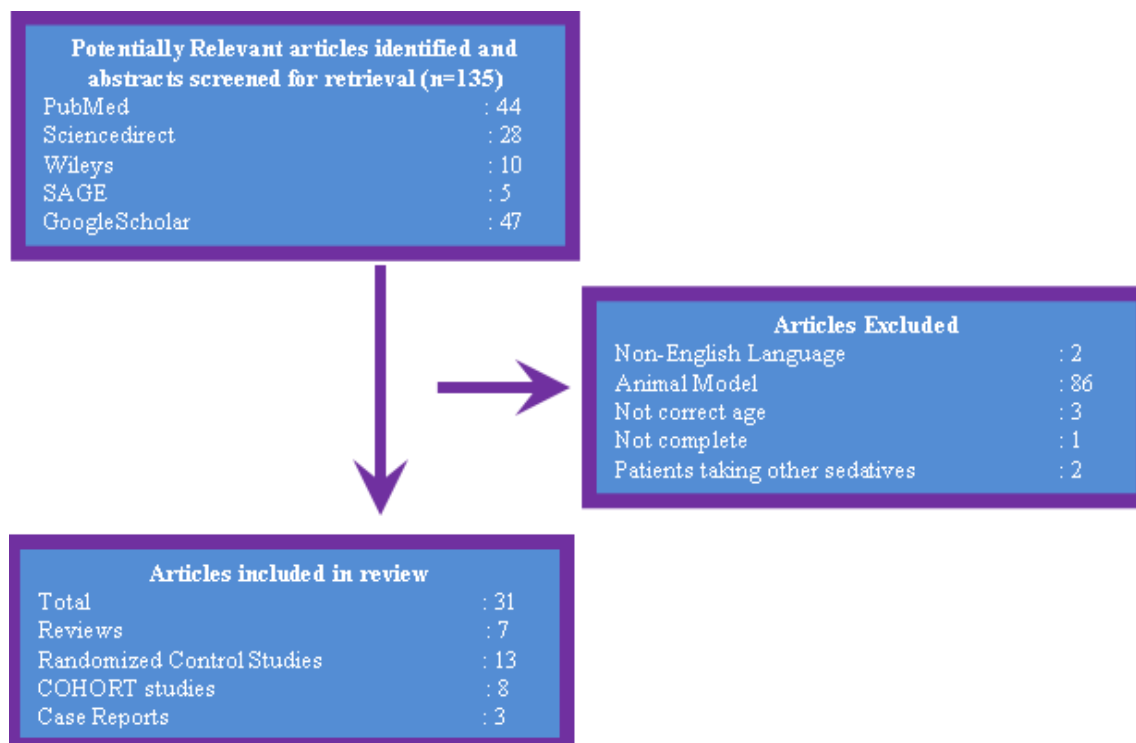 Potentially Relevant articles identified and
abstracts screened for retrieval (n=135)
PubMed : 44
Sciencedirect : 28
Wileys : 10
SAGE : 5
GoogleScholar : 47
Articles Excluded
Non-English Language : 2
Animal Model : 86
Not correct age : 3
Not complete : 1
Patients taking other sedatives : 2
Articles included in review
Total : 31
Reviews : 7
Randomized Control Studies : 13
COHORT studies : 8
Case Reports : 3